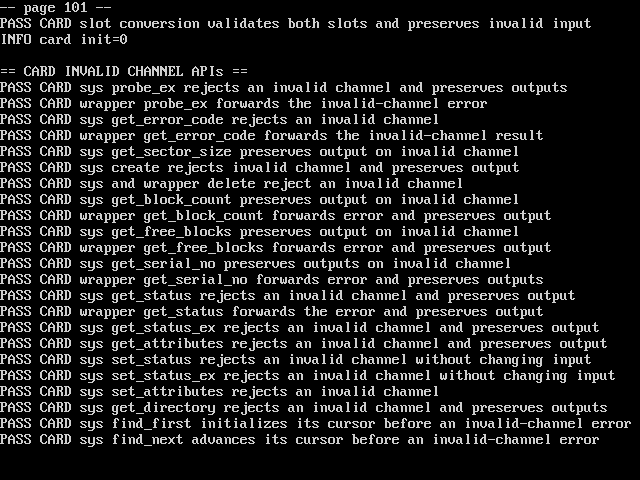 -- page 101 --
PASS CARD slot conversion validates both slots and preserves invalid input
INFO card init=0
== CARD INVALID CHANNEL APIs ==
PASS CARD sys probe_ex rejects an invalid channel and preserves outputs
PASS CARD wrapper probe_ex forwards the invalid-channel error
PASS CARD sys get_error_code rejects an invalid channel
PASS CARD wrapper get_error_code forwards the invalid-channel result
PASS CARD sys get_sector_size preserves output on invalid channel
PASS CARD sys create rejects invalid channel and preserves output
PASS CARD sys and wrapper delete reject an invalid channel
PASS CARD sys get_block_count preserves output on invalid channel
PASS CARD wrapper get_block_count forwards error and preserves output
PASS CARD sys get_free_blocks preserves output on invalid channel
PASS CARD wrapper get_free_blocks forwards error and preserves output
PASS CARD sys get_serial_no preserves outputs on invalid channel
PASS CARD wrapper get_serial_no forwards error and preserves outputs
PASS CARD sys get_status rejects an invalid channel and preserves output
PASS CARD wrapper get_status forwards the error and preserves output
PASS CARD sys get_status_ex rejects an invalid channel and preserves output
PASS CARD sys get_attributes rejects an invalid channel and preserves output
PASS CARD sys set_status rejects an invalid channel without changing input
PASS CARD sys set_status_ex rejects an invalid channel without changing input
PASS CARD sys set_attributes rejects an invalid channel
PASS CARD sys get_directory rejects an invalid channel and preserves outputs
PASS CARD sys find_first initializes its cursor before an invalid-channel error
PASS CARD sys find_next advances its cursor before an invalid-channel error